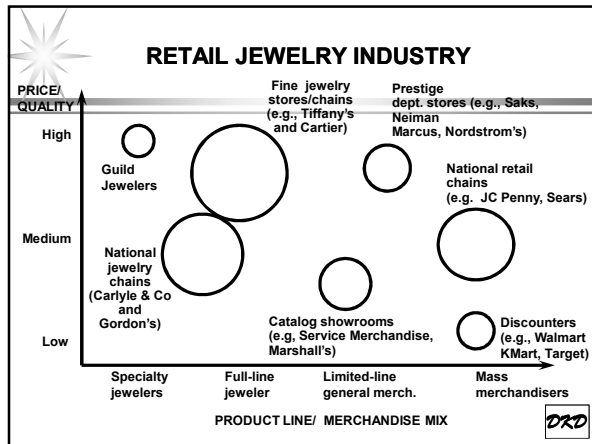 RETAIL JEWELRY INDUSTRY
PRICE/
QUALITY
High
Medium
Low
Guild
Jewelers
Fine jewelry
stores/chains
(e.g., Tiffany's
and Cartier)
Prestige
dept. stores (e.g., Saks,
Neiman
Marcus, Nordstrom's)
National retail
chains
(e.g. JC Penny, Sears)
National
jewelry
chains
(Carlyle & Co
and
Gordon's)
Catalog showrooms
(e.g, Service Merchandise,
Marshall's)
Discounters
(e.g., Walmart
KMart, Target)
Specialty
jewelers
Full-line
jeweler
Limited-line
general merch.
Mass
merchandisers
PRODUCT LINE/ MERCHANDISE MIX
DKD